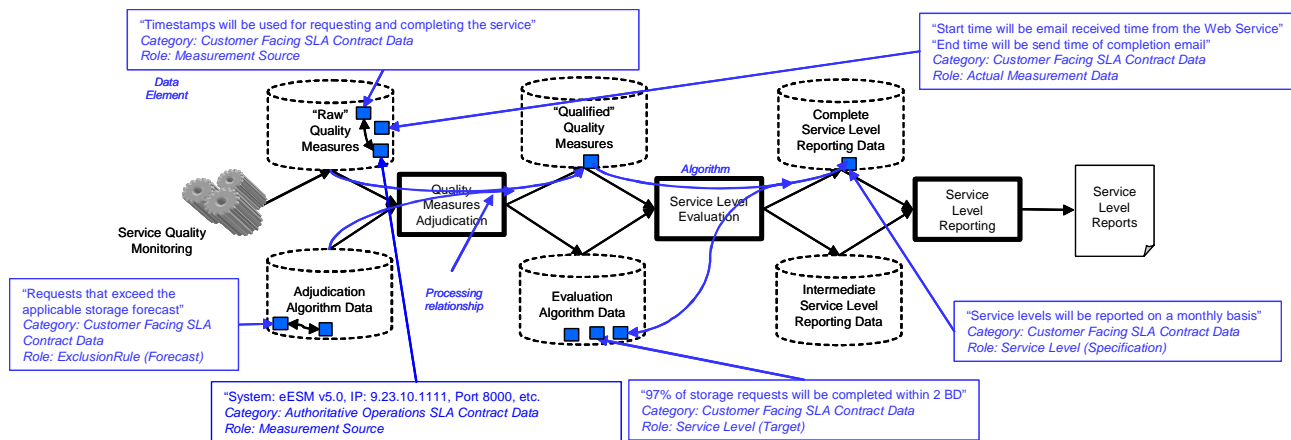 “Timestamps will be used for requesting and completing the service”
Category: Customer Facing SLA Contract Data
Role: Measurement Source
“Start time will be email received time from the Web Service”
“End time will be send time of completion email”
Category: Customer Facing SLA Contract Data
Role: Actual Measurement Data
Data
Element
“Raw”
Quality
Measures
“Qualified”
Quality
Measures
Complete
Service Level
Reporting Data
Algorithm
Service Quality
Monitoring
Quality
Measures
Adjudication
Service Level
Evaluation
Service
Level
Reporting
Service
Level
Reports
Adjudication
Algorithm Data
Processing
relationship
Evaluation
Algorithm Data
Intermediate
Service Level
Reporting Data
“Requests that exceed the
applicable storage forecast”
Category: Customer Facing SLA
Contract Data
Role: ExclusionRule (Forecast)
“Service levels will be reported on a monthly basis”
Category: Customer Facing SLA Contract Data
Role: Service Level (Specification)
“System: eESM v5.0, IP: 9.23.10.1111, Port 8000, etc.
Category: Authoritative Operations SLA Contract Data
Role: Measurement Source
“97% of storage requests will be completed within 2 BD”
Category: Customer Facing SLA Contract Data
Role: Service Level (Target)